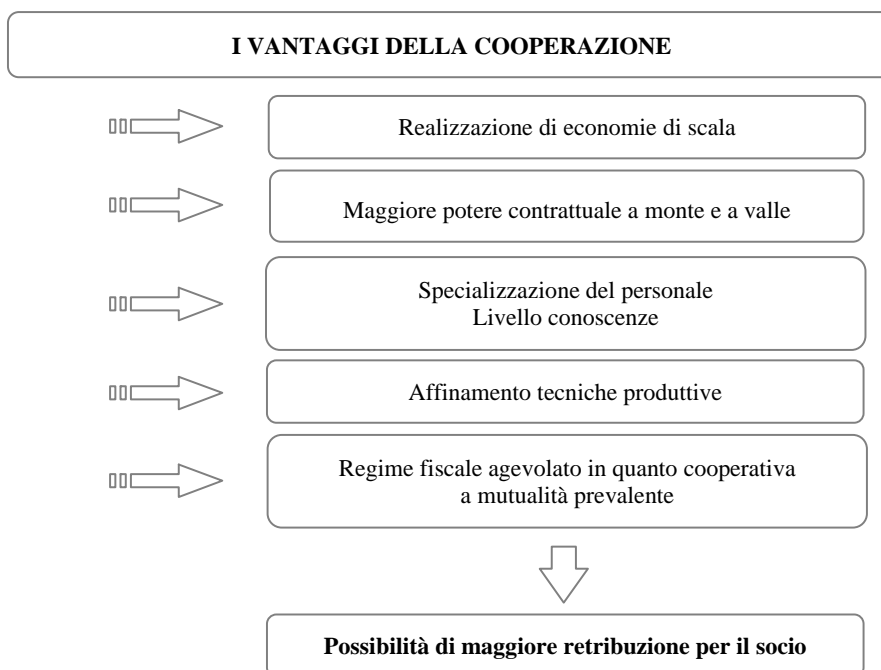 I VANTAGGI DELLA COOPERAZIONE
Realizzazione di economie di scala
Maggiore potere contrattuale a monte e a valle
Specializzazione del personale
Livello conoscenze
Affinamento tecniche produttive
Regime fiscale agevolato in quanto cooperativa
a mutualità prevalente
Possibilità di maggiore retribuzione per il socio